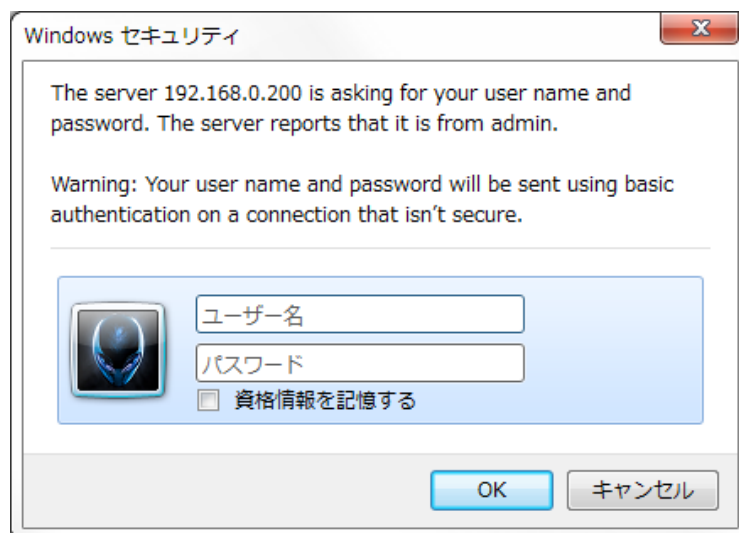 Windows セキュリティ
The server 192.168.0.200 is asking for your user name and
password. The server reports that it is from admin.
Warning: Your user name and password will be sent using basic
authentication on a connection that isn't secure.
ユーザー名
パスワード
資格情報を記憶する
OK
キャンセル